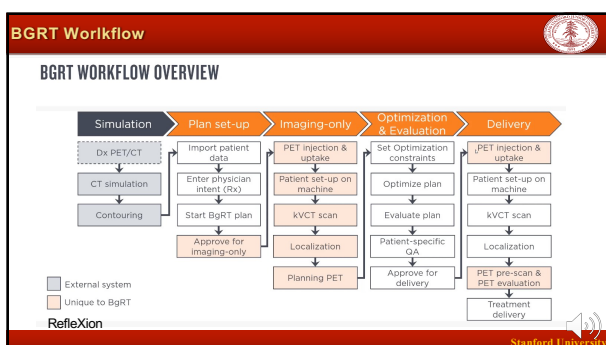 BGRT Worlkflow
BGRT WORKFLOW OVERVIEW
Simulation
Plan set-up
Imaging-only
Optimization
& Evaluation
Delivery
Dx PET/CT
CT simulation
Contouring
Import patient
data
Enter physician
intent (Rx)
Start BgRT plan
Approve for
imaging-only
PET injection &
uptake
Patient set-up on
machine
kVCT scan
Localization
Planning PET
Set Optimization
constraints
Optimize plan
Evaluate plan
Patient-specific
QA
Approve for
delivery
PET injection &
uptake
Patient set-up on
machine
kVCT scan
Localization
PET pre-scan &
PET evaluation
Treatment
delivery
External system
Unique to BgRT
RefleXion
Stanford University